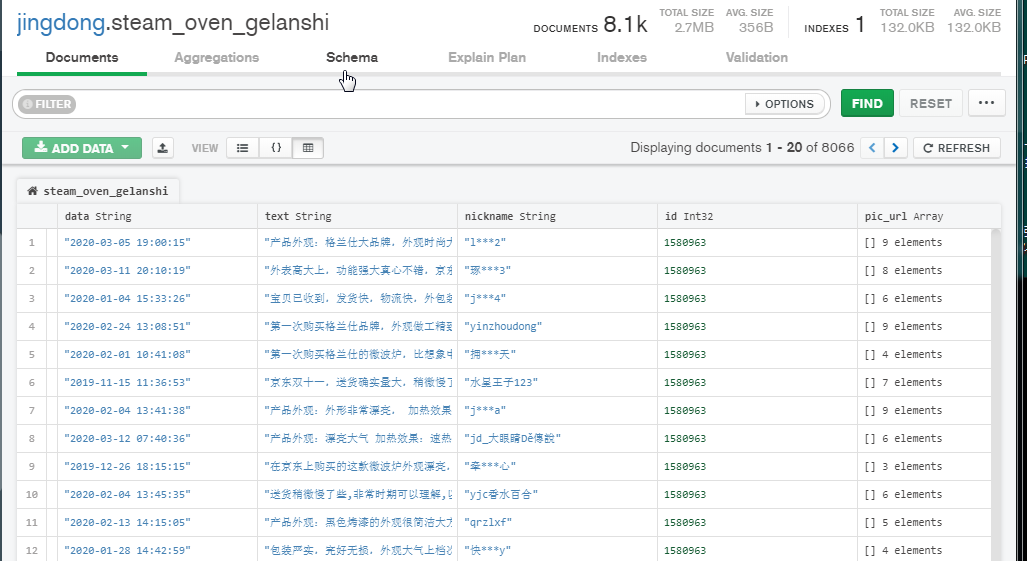 jingdong.steam_oven_gelanshi
DOCUMENTS 8.1k TOTAL SIZE 2.7MB AVG. SIZE 356B INDEXES 1 TOTAL SIZE 132.0KB AVG. SIZE 132.0KB
Documents Aggregations Schema Explain Plan Indexes Validation
FILTER OPTIONS FIND RESET ...
ADD DATA VIEW {} Displaying documents 1 - 20 of 8066 < > REFRESH
steam_oven_gelanshi
data String text String nickname String id Int32 pic_url Array
1 "2020-03-05 19:00:15" "产品外观：格兰仕大品牌，外观时尚大 "l***2" 1580963 [] 9 elements
2 "2020-03-11 20:10:19" "外表高大上，功能强大真心不错，京东 "琢***3" 1580963 [] 8 elements
3 "2020-01-04 15:33:26" "宝贝已收到，发货快，物流快，外包装 "j***4" 1580963 [] 6 elements
4 "2020-02-24 13:08:51" "第一次购买格兰仕品牌，外观做工精致 "yinzhoudong" 1580963 [] 9 elements
5 "2020-02-01 10:41:08" "第一次购买格兰仕的微波炉，比想象中 "拥***天" 1580963 [] 4 elements
6 "2019-11-15 11:36:53" "京东双十一，送货确实量大，稍微慢了 "水星王子123" 1580963 [] 7 elements
7 "2020-02-04 13:41:38" "产品外观：外形非常漂亮， 加热效果 "j***a" 1580963 [] 9 elements
8 "2020-03-12 07:40:36" "产品外观：漂亮大气 加热效果：速热 "jd_大眼睛Dě傳說" 1580963 [] 6 elements
9 "2019-12-26 18:15:15" "在京东上购买的这款微波炉外观漂亮， "牵***心" 1580963 [] 3 elements
10 "2020-02-04 13:45:35" "送货稍微慢了些,非常时期可以理解,以 "yjc香水百合" 1580963 [] 6 elements
11 "2020-02-13 14:15:05" "产品外观：黑色烤漆的外观很简洁大方 "qrzlxf" 1580963 [] 5 elements
12 "2020-01-28 14:42:59" "包装严实，完好无损，外观大气上档次 "快***y" 1580963 [] 4 elements